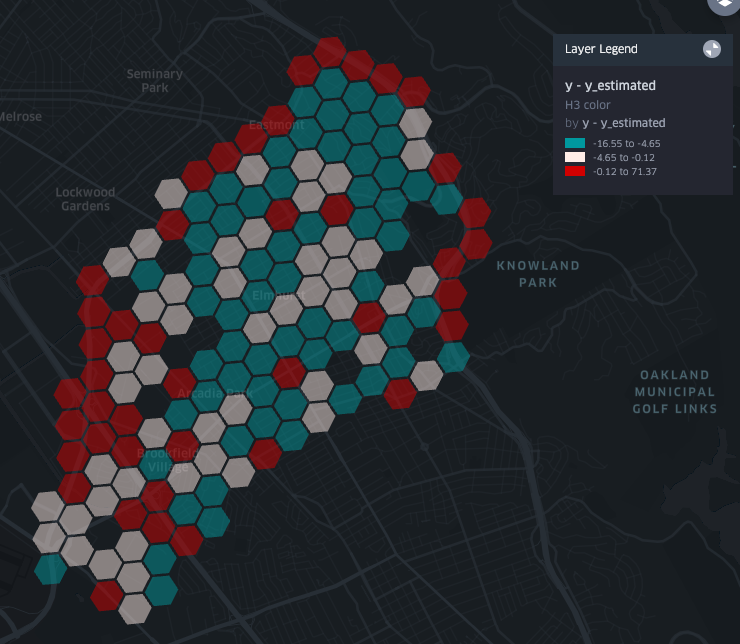 Layer Legend
y - y_estimated
H3 color
by y - y_estimated
-16.55 to -4.65
-4.65 to -0.12
-0.12 to 71.37
Seminary
Park
Melrose
Eastmont
Lockwood
Gardens
KNOWLAND
PARK
Elmhurst
OAKLAND
MUNICIPAL
GOLF LINKS
Arcadia Park
Brookfield
Village